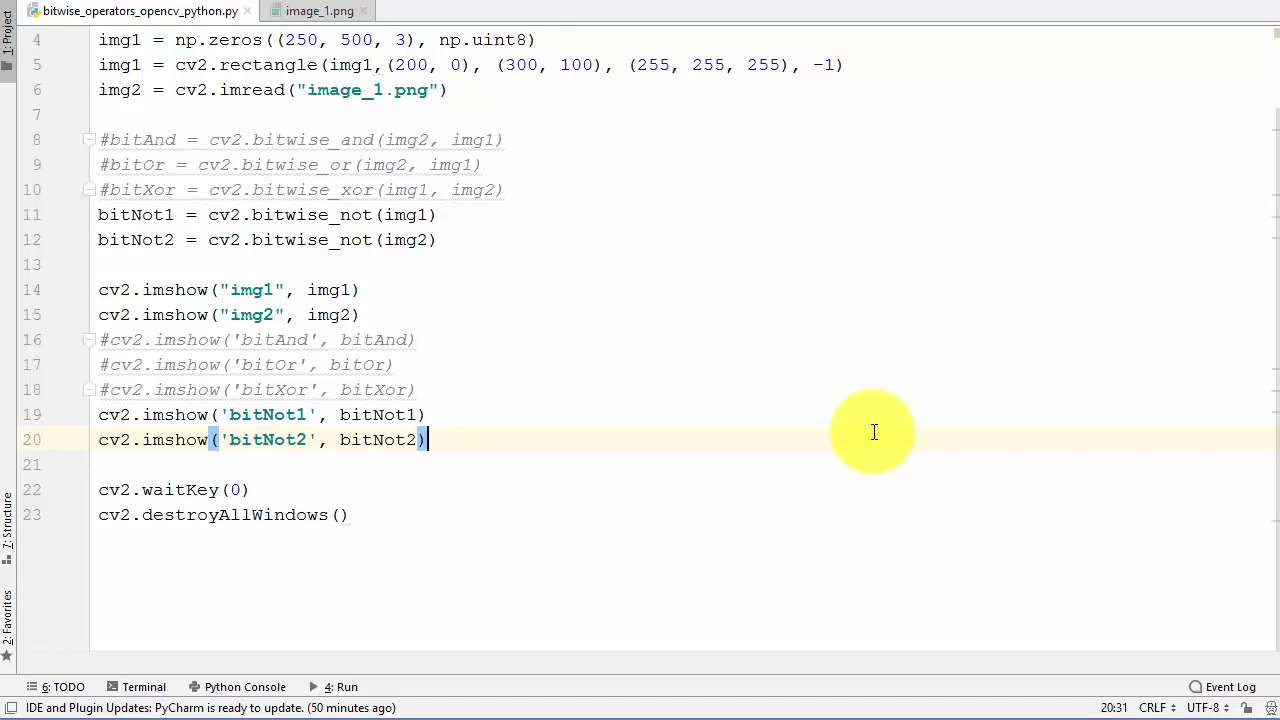 bitwise_operators_opencv_python.py
image_1.png
1: Project
4 img1 = np.zeros((250, 500, 3), np.uint8)
5 img1 = cv2.rectangle(img1,(200, 0), (300, 100), (255, 255, 255), -1)
6 img2 = cv2.imread("image_1.png")
7
8 #bitAnd = cv2.bitwise_and(img2, img1)
9 #bitOr = cv2.bitwise_or(img2, img1)
10 #bitXor = cv2.bitwise_xor(img1, img2)
11 bitNot1 = cv2.bitwise_not(img1)
12 bitNot2 = cv2.bitwise_not(img2)
13
14 cv2.imshow("img1", img1)
15 cv2.imshow("img2", img2)
16 #cv2.imshow('bitAnd', bitAnd)
17 #cv2.imshow('bitOr', bitOr)
18 #cv2.imshow('bitXor', bitXor)
19 cv2.imshow('bitNot1', bitNot1)
20 cv2.imshow('bitNot2', bitNot2)
21
22 cv2.waitKey(0)
23 cv2.destroyAllWindows()
7: Structure
2: Favorites
6: TODO Terminal Python Console 4: Run Event Log
IDE and Plugin Updates: PyCharm is ready to update. (50 minutes ago) 20:31 CRLF UTF-8